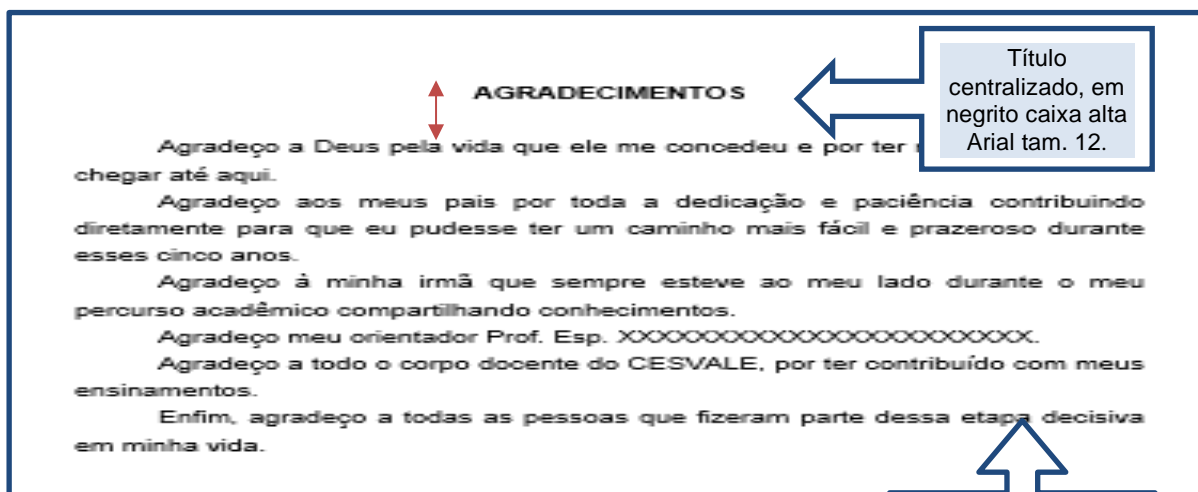 AGRADECIMENTOS
Título
centralizado, em
negrito caixa alta
Arial tam. 12.
Agradeço a Deus pela vida que ele me concedeu e por ter
chegar até aqui.
Agradeço aos meus pais por toda a dedicação e paciência contribuindo
diretamente para que eu pudesse ter um caminho mais fácil e prazeroso durante
esses cinco anos.
Agradeço à minha irmã que sempre esteve ao meu lado durante o meu
percurso acadêmico compartilhando conhecimentos.
Agradeço meu orientador Prof. Esp. XXXXXXXXXXXXXXXXXXXXXXXX.
Agradeço a todo o corpo docente do CESVALE, por ter contribuído com meus
ensinamentos.
Enfim, agradeço a todas as pessoas que fizeram parte dessa etapa decisiva
em minha vida.